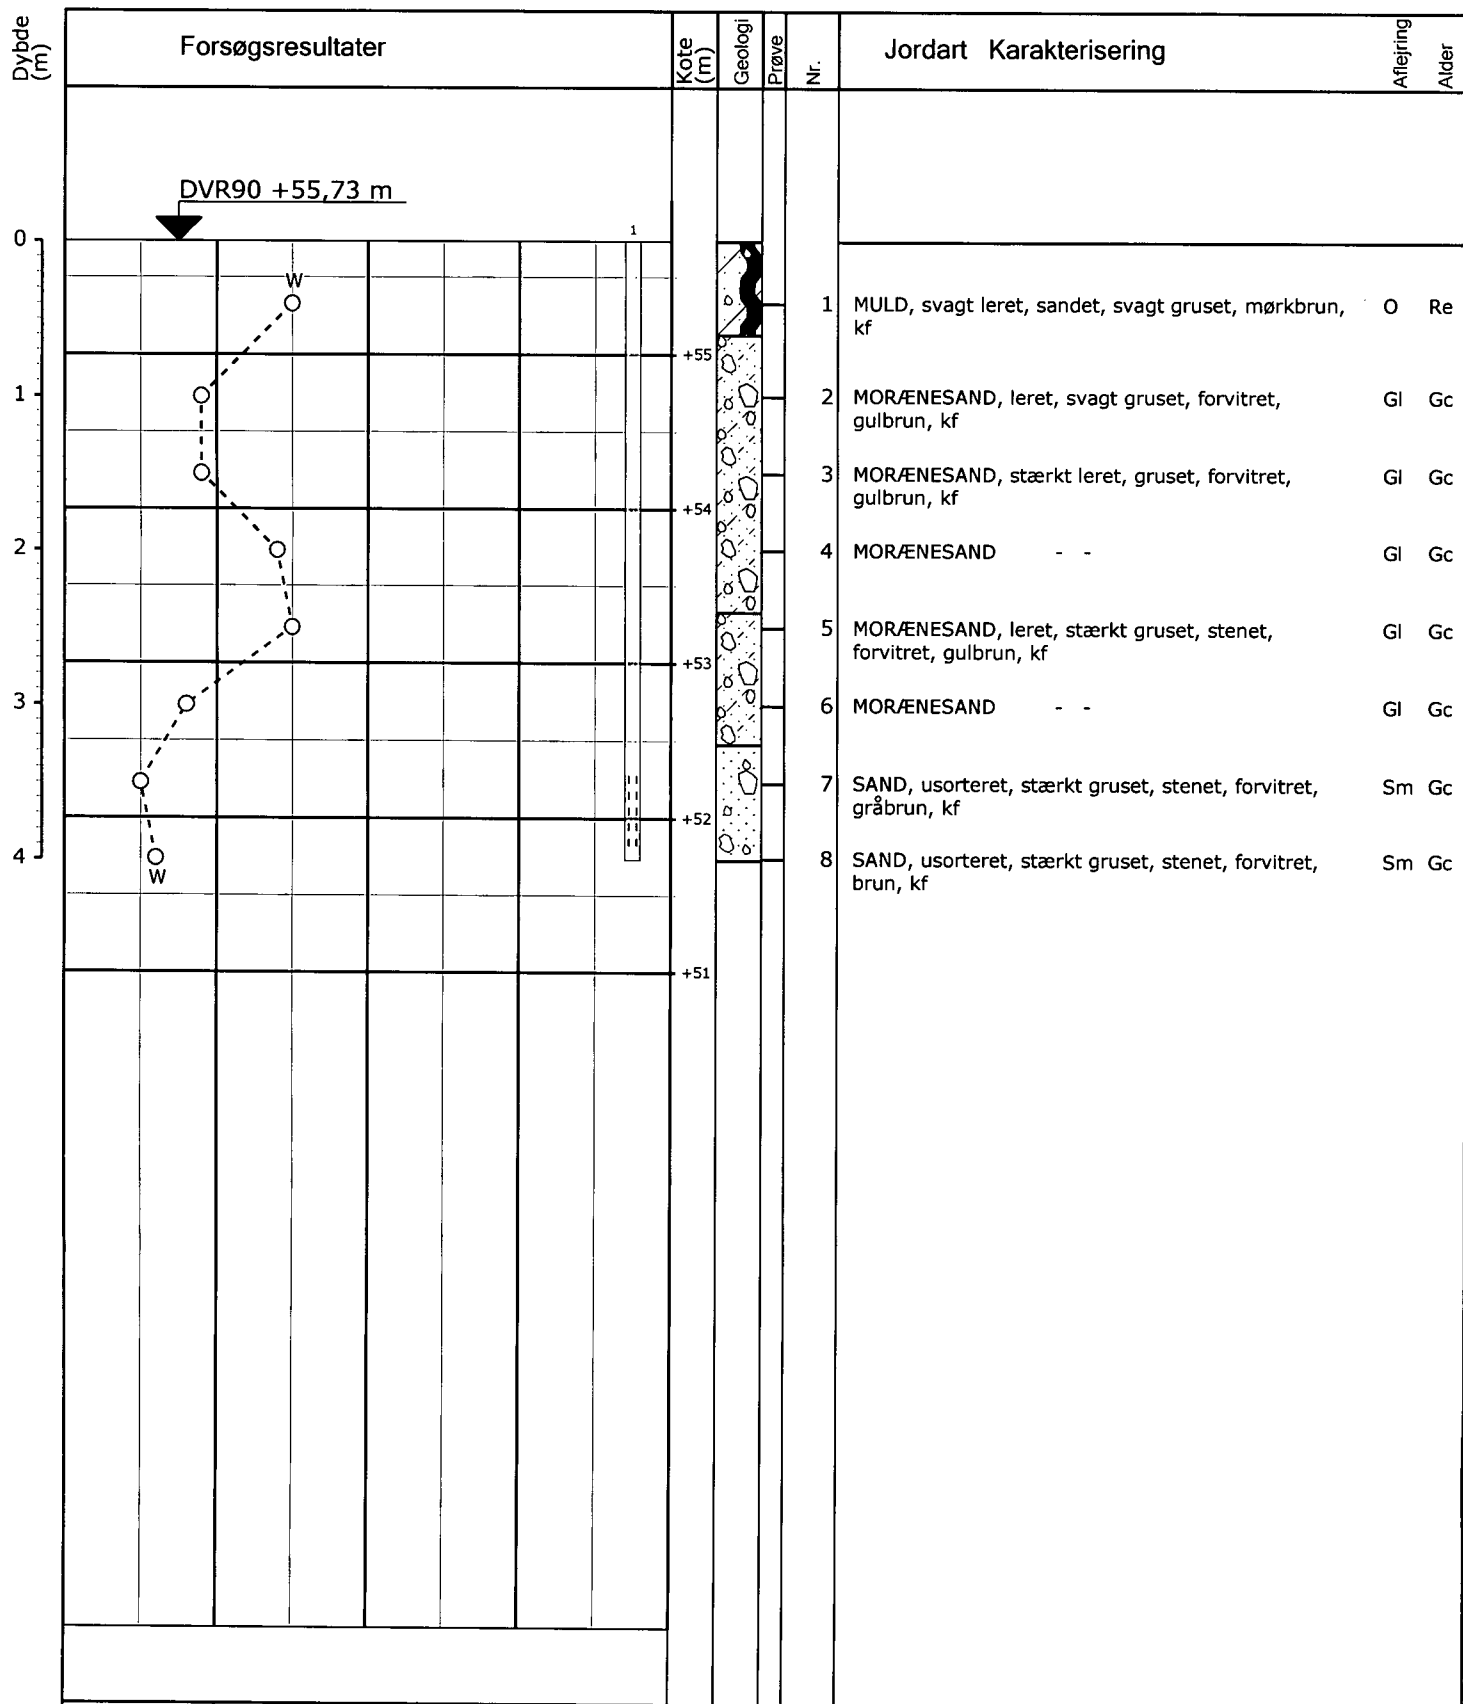 Dybde
(m)
Forsøgsresultater
Kote
(m)
Geologi
Prøve
Nr.
Jordart Karakterisering
Aflejring
Alder
DVR90 +55,73 m
0
1
W
1 MULD, svagt leret, sandet, svagt gruset, mørkbrun, O Re
kf
+55
1
2 MORÆNESAND, leret, svagt gruset, forvitret, Gl Gc
gulbrun, kf
3 MORÆNESAND, stærkt leret, gruset, forvitret, Gl Gc
gulbrun, kf
+54
2
4 MORÆNESAND - - Gl Gc
5 MORÆNESAND, leret, stærkt gruset, stenet, Gl Gc
forvitret, gulbrun, kf
+53
3
6 MORÆNESAND - - Gl Gc
7 SAND, usorteret, stærkt gruset, stenet, forvitret, Sm Gc
gråbrun, kf
+52
4
W
8 SAND, usorteret, stærkt gruset, stenet, forvitret, Sm Gc
brun, kf
+51